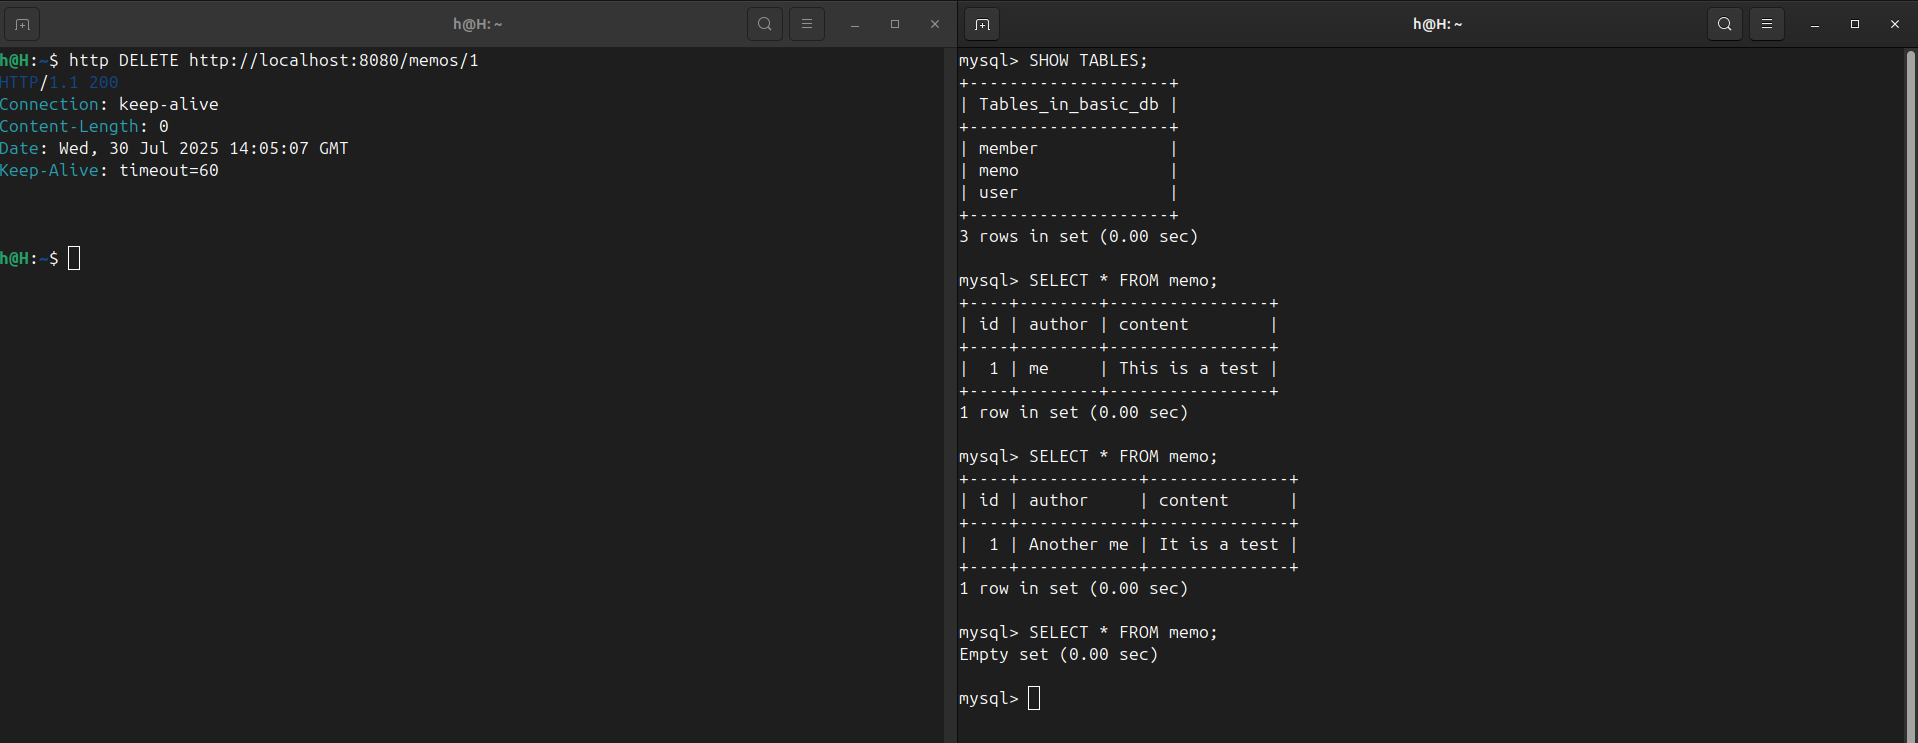 h@H: ~
h@H:~$ http DELETE http://localhost:8080/memos/1
HTTP/1.1 200
Connection: keep-alive
Content-Length: 0
Date: Wed, 30 Jul 2025 14:05:07 GMT
Keep-Alive: timeout=60
h@H:~$
h@H: ~
mysql> SHOW TABLES;
+--------------------+
| Tables_in_basic_db |
+--------------------+
| member             |
| memo               |
| user               |
+--------------------+
3 rows in set (0.00 sec)
mysql> SELECT * FROM memo;
+----+--------+----------------+
| id | author | content        |
+----+--------+----------------+
|  1 | me     | This is a test |
+----+--------+----------------+
1 row in set (0.00 sec)
mysql> SELECT * FROM memo;
+----+------------+--------------+
| id | author     | content      |
+----+------------+--------------+
|  1 | Another me | It is a test |
+----+------------+--------------+
1 row in set (0.00 sec)
mysql> SELECT * FROM memo;
Empty set (0.00 sec)
mysql>